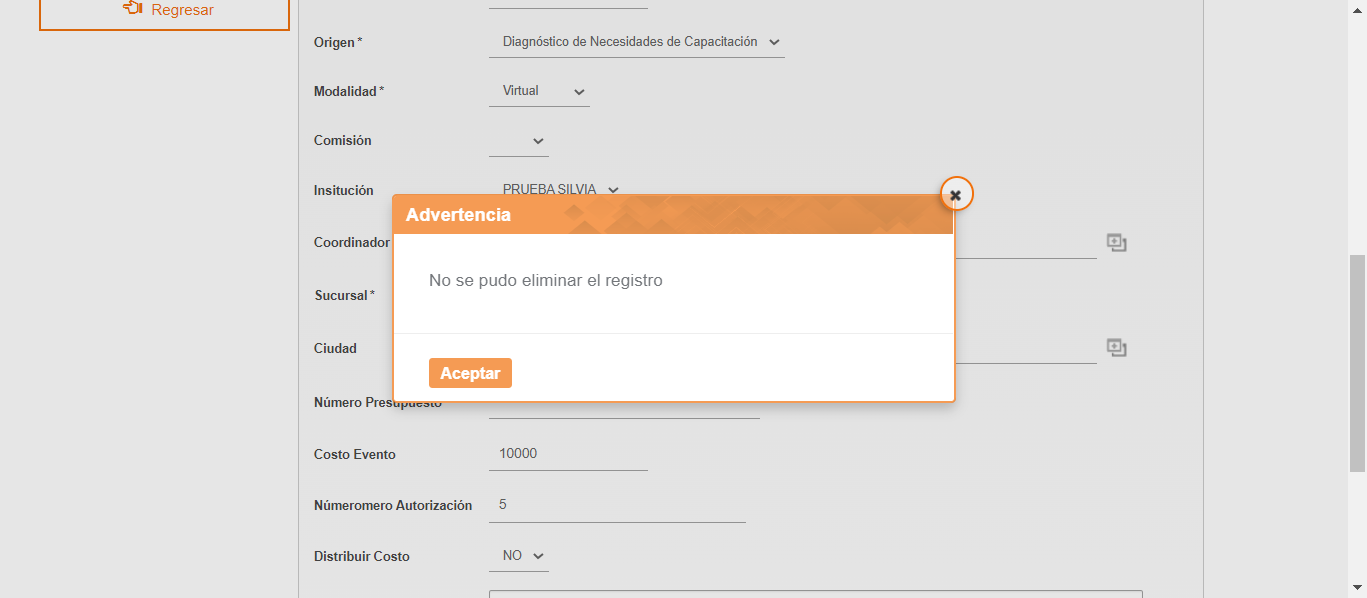 Regresar
Origen *
Diagnóstico de Necesidades de Capacitación
Modalidad *
Virtual
Comisión
Insitución
PRUEBA SILVIA
Advertencia
Coordinador
No se pudo eliminar el registro
Sucursal *
Ciudad
Aceptar
Número Presupuesto
Costo Evento
10000
Númeromero Autorización
5
Distribuir Costo
NO